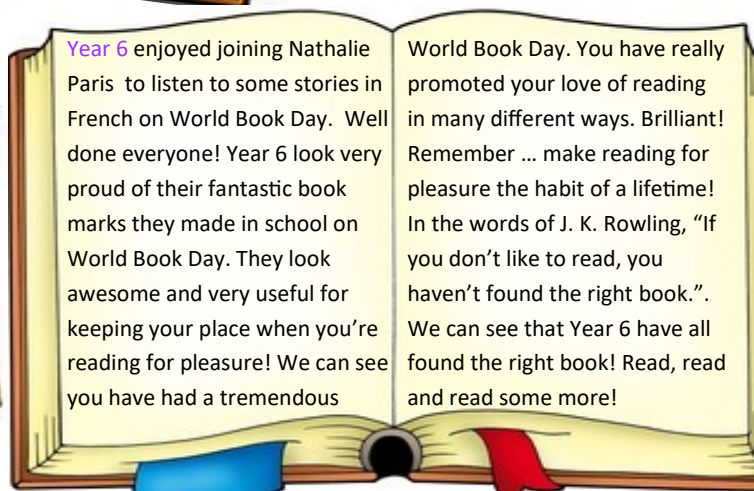 Year 6 enjoyed joining Nathalie
Paris  to listen to some stories in
French on World Book Day.  Well
done everyone! Year 6 look very
proud of their fantastic book
marks they made in school on
World Book Day. They look
awesome and very useful for
keeping your place when you’re
reading for pleasure! We can see
you have had a tremendous
World Book Day. You have really
promoted your love of reading
in many different ways. Brilliant!
Remember … make reading for
pleasure the habit of a lifetime!
In the words of J. K. Rowling, “If
you don’t like to read, you
haven’t found the right book.”.
We can see that Year 6 have all
found the right book! Read, read
and read some more!